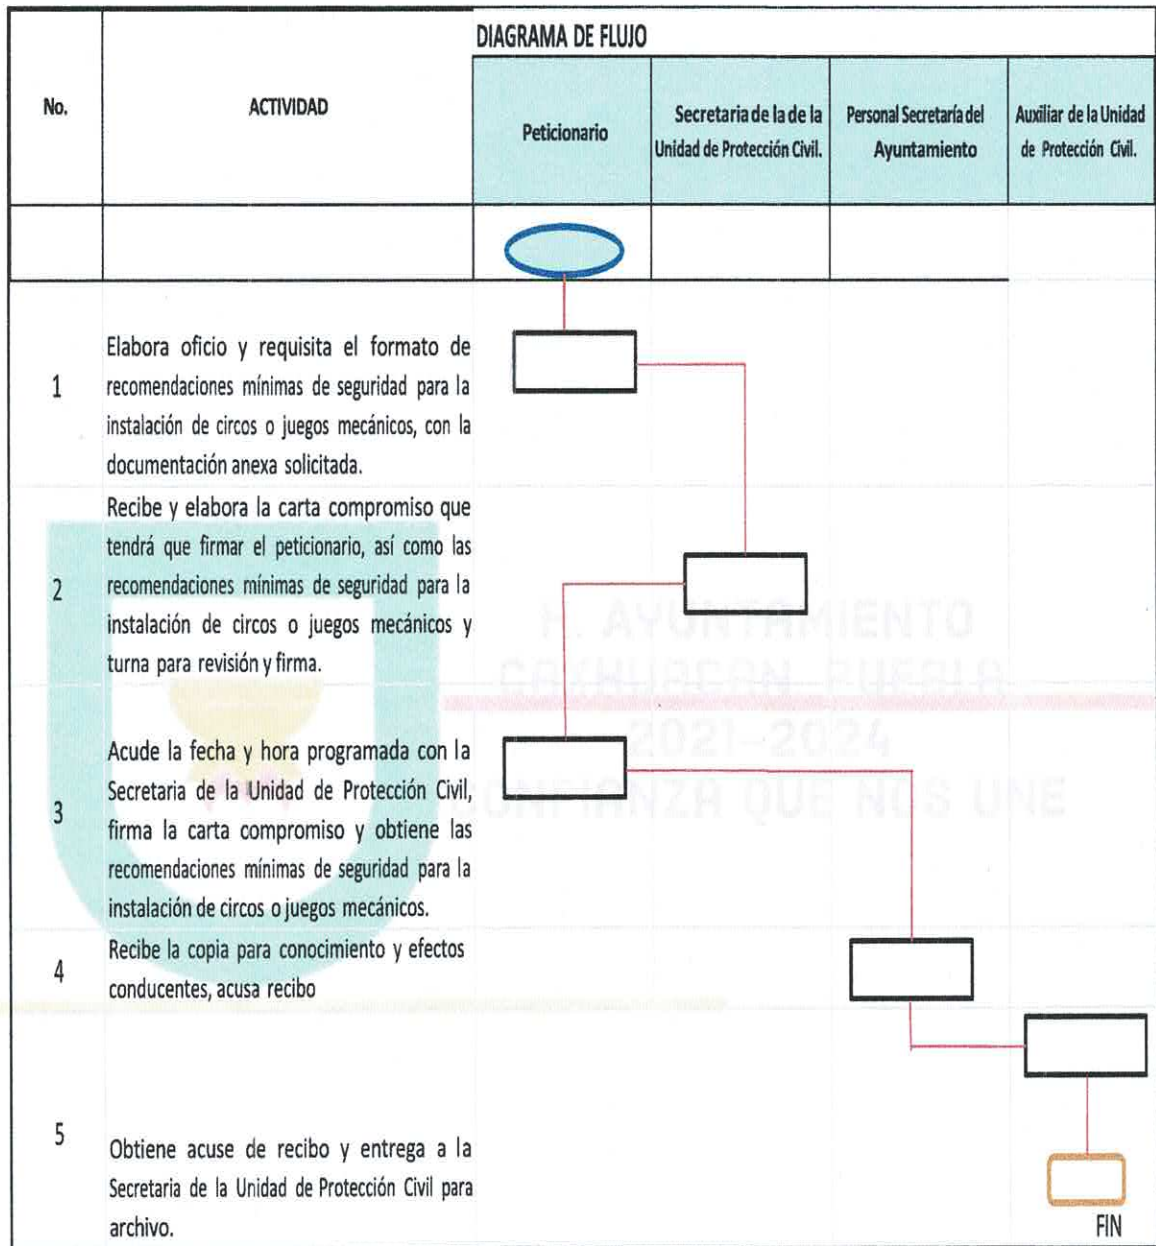 DIAGRAMA DE FLUJO
No.
ACTIVIDAD
Peticionario
Secretaria de la de la
Unidad de Protección Civil.
Personal Secretaría del
Ayuntamiento
Auxiliar de la Unidad
de Protección Civil.
1
Elabora oficio y requisita el formato de
recomendaciones mínimas de seguridad para la
instalación de circos o juegos mecánicos, con la
documentación anexa solicitada.
2
Recibe y elabora la carta compromiso que
tendrá que firmar el peticionario, así como las
recomendaciones mínimas de seguridad para la
instalación de circos o juegos mecánicos y
turna para revisión y firma.
3
Acude la fecha y hora programada con la
Secretaria de la Unidad de Protección Civil,
firma la carta compromiso y obtiene las
recomendaciones mínimas de seguridad para la
instalación de circos o juegos mecánicos.
4
Recibe la copia para conocimiento y efectos
conducentes, acusa recibo
5
Obtiene acuse de recibo y entrega a la
Secretaria de la Unidad de Protección Civil para
archivo.
FIN
H. AYUNTAMIENTO
PUEBLA
2021-2024
CONFIANZA QUE NOS UNE